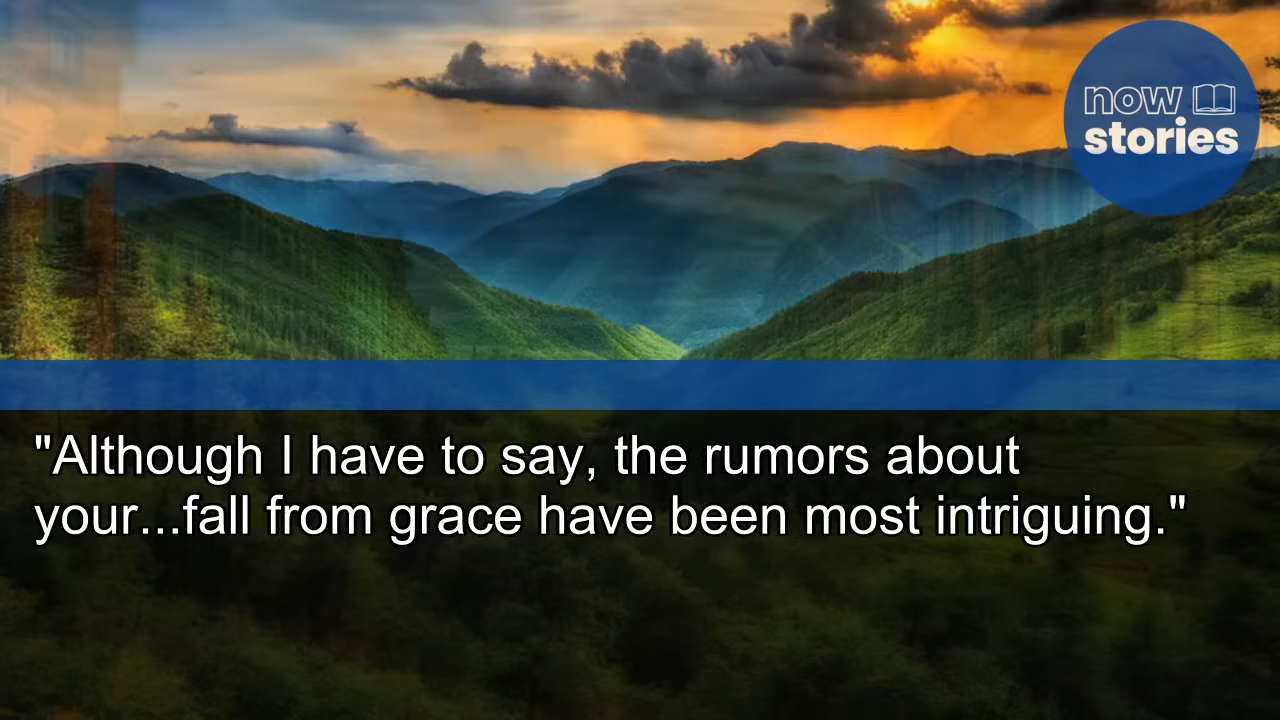 now
stories
"Although I have to say, the rumors about
your...fall from grace have been most intriguing."